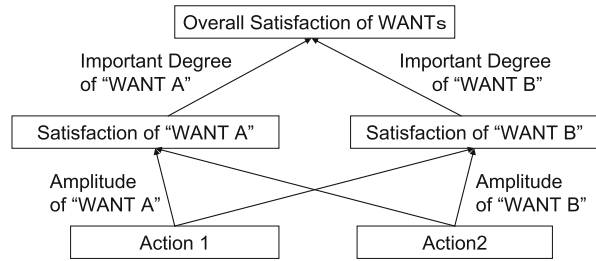 Overall Satisfaction of WANTs
Important Degree
of “WANT A”
Important Degree
of “WANT B”
Satisfaction of “WANT A”
Satisfaction of “WANT B”
Amplitude
of “WANT A”
Amplitude
of “WANT B”
Action 1
Action2